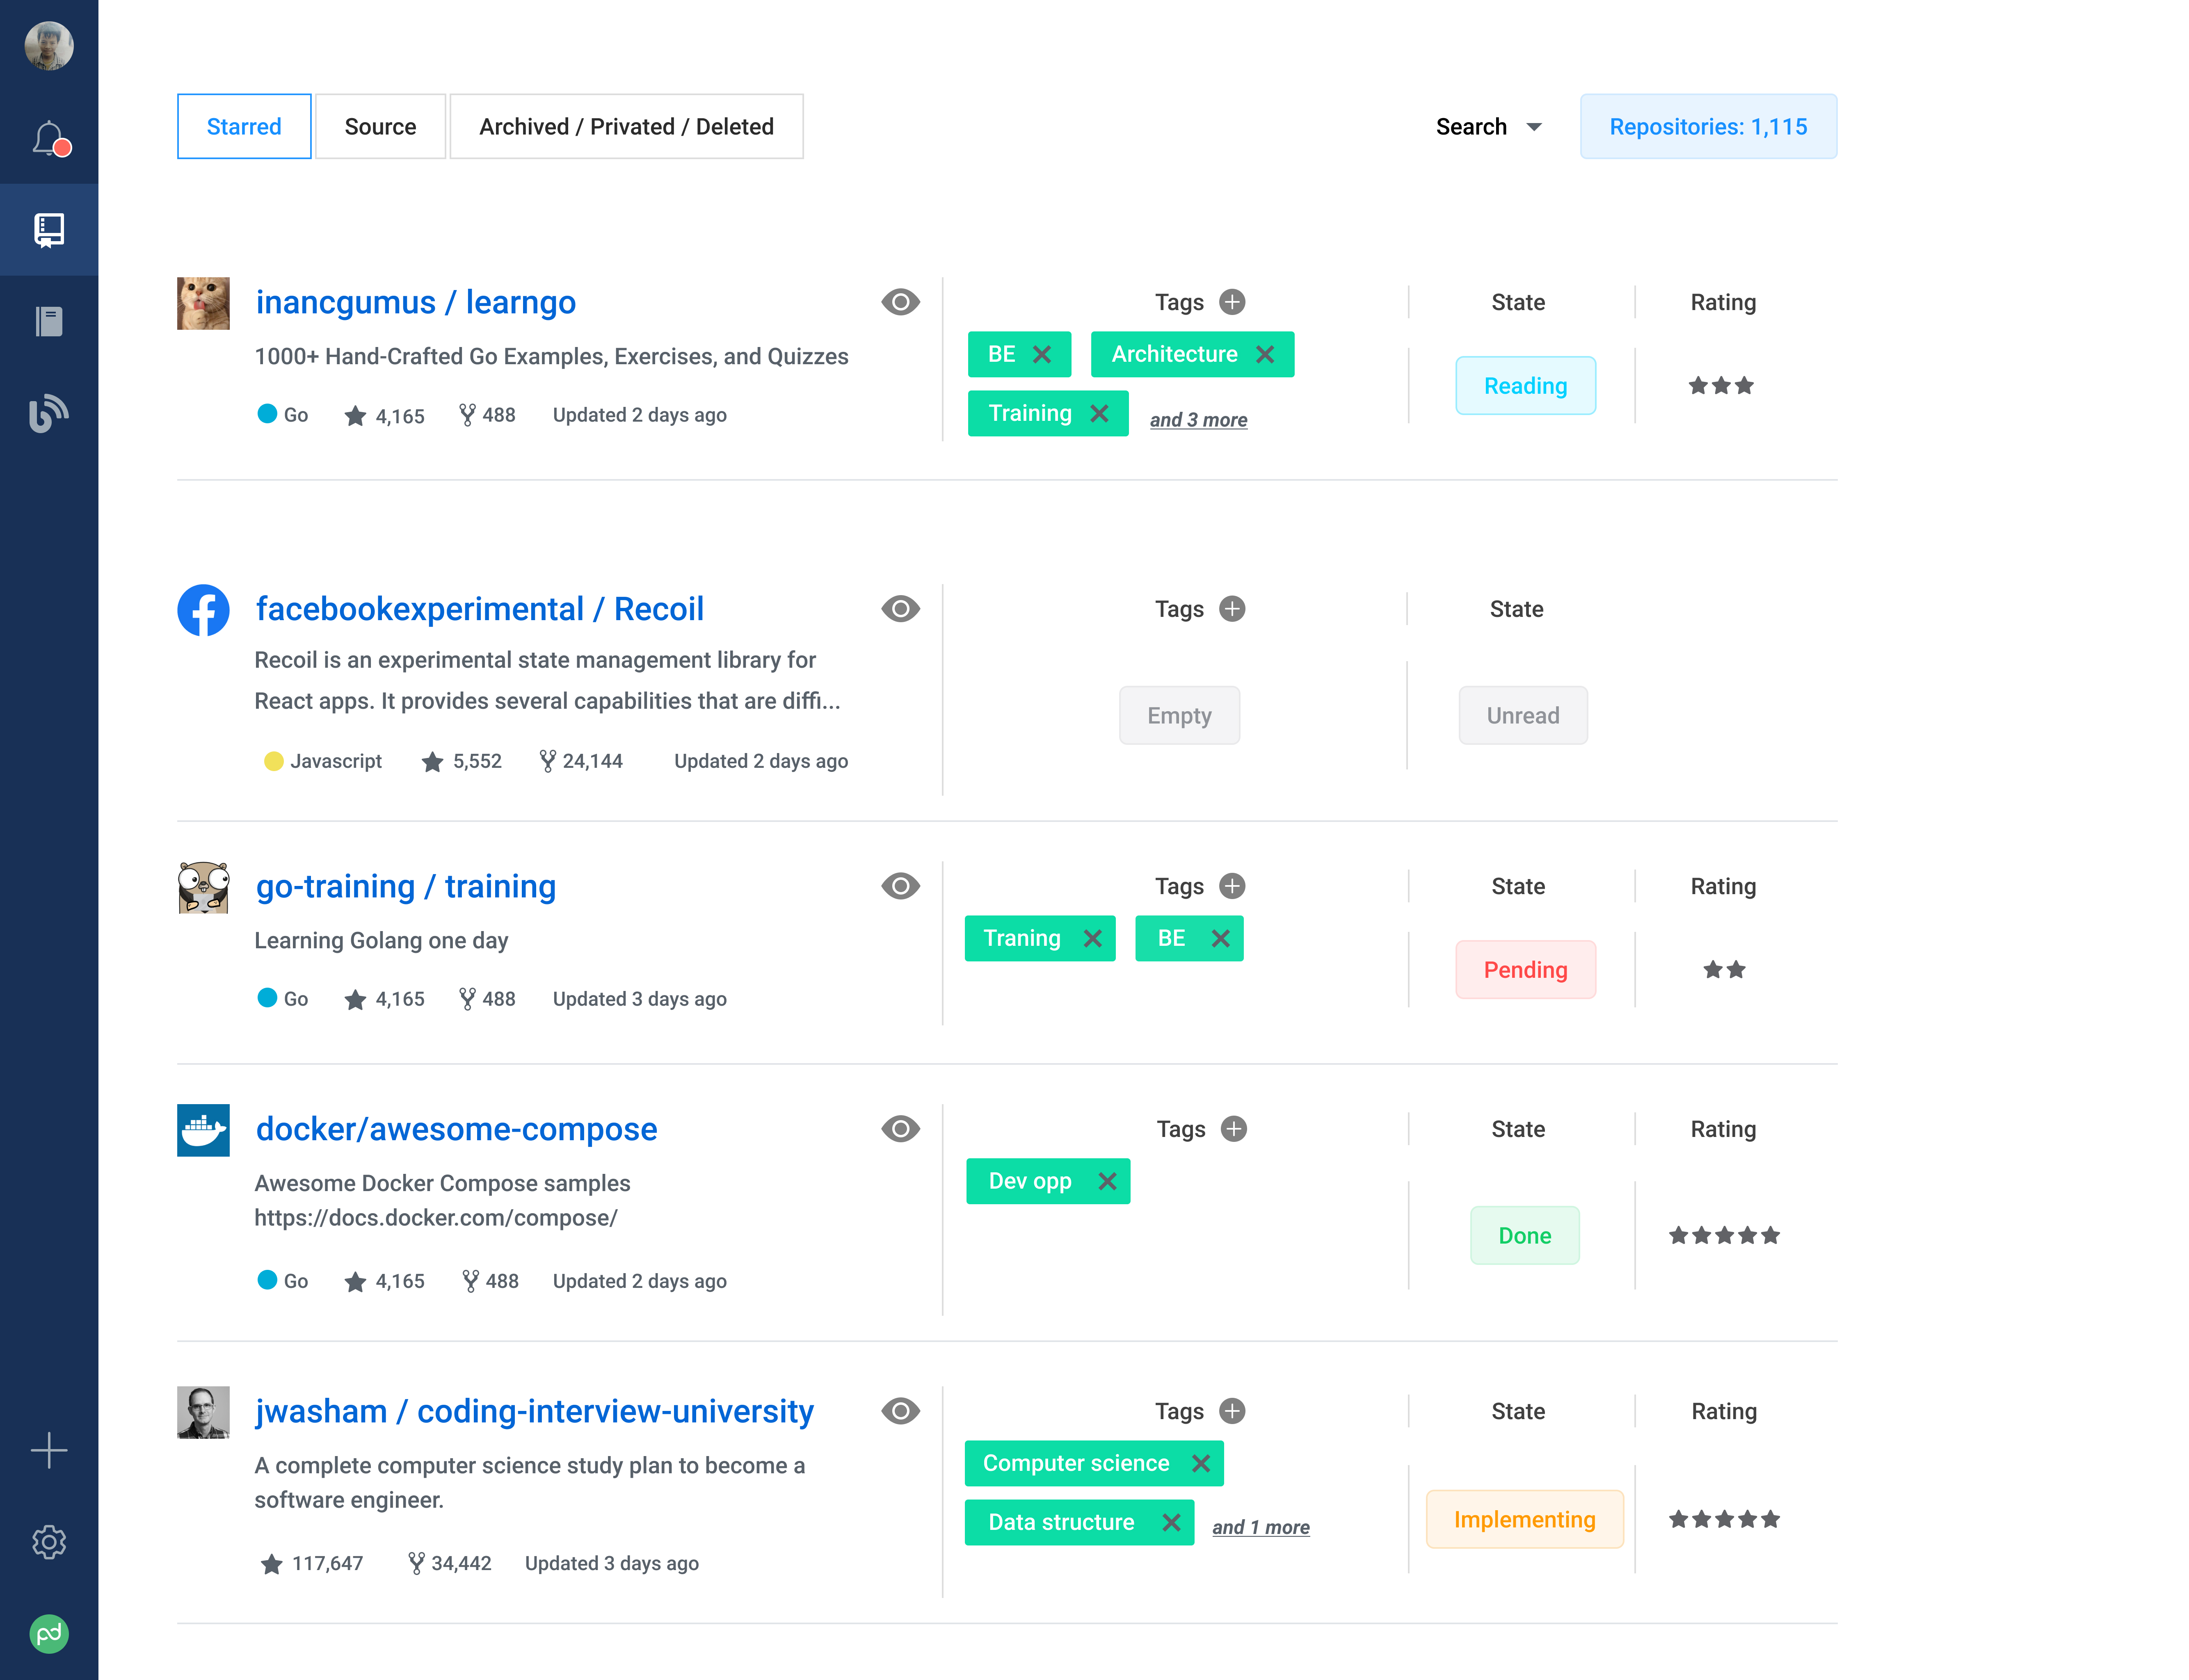 Starred
Source
Archived / Privated / Deleted
Search
Repositories: 1,115
inancgumus / learngo
Tags
State
Rating
1000+ Hand-Crafted Go Examples, Exercises, and Quizzes
BE
Architecture
Reading
Go
4,165
488
Updated 2 days ago
Training
and 3 more
facebookexperimental / Recoil
Tags
State
Recoil is an experimental state management library for
React apps. It provides several capabilities that are diffi...
Empty
Unread
Javascript
5,552
24,144
Updated 2 days ago
go-training / training
Tags
State
Rating
Learning Golang one day
Traning
BE
Pending
Go
4,165
488
Updated 3 days ago
docker/awesome-compose
Tags
State
Rating
Awesome Docker Compose samples
https://docs.docker.com/compose/
Dev opp
Done
Go
4,165
488
Updated 2 days ago
jwasham / coding-interview-university
Tags
State
Rating
A complete computer science study plan to become a
software engineer.
Computer science
Data structure
and 1 more
Implementing
117,647
34,442
Updated 3 days ago
pd